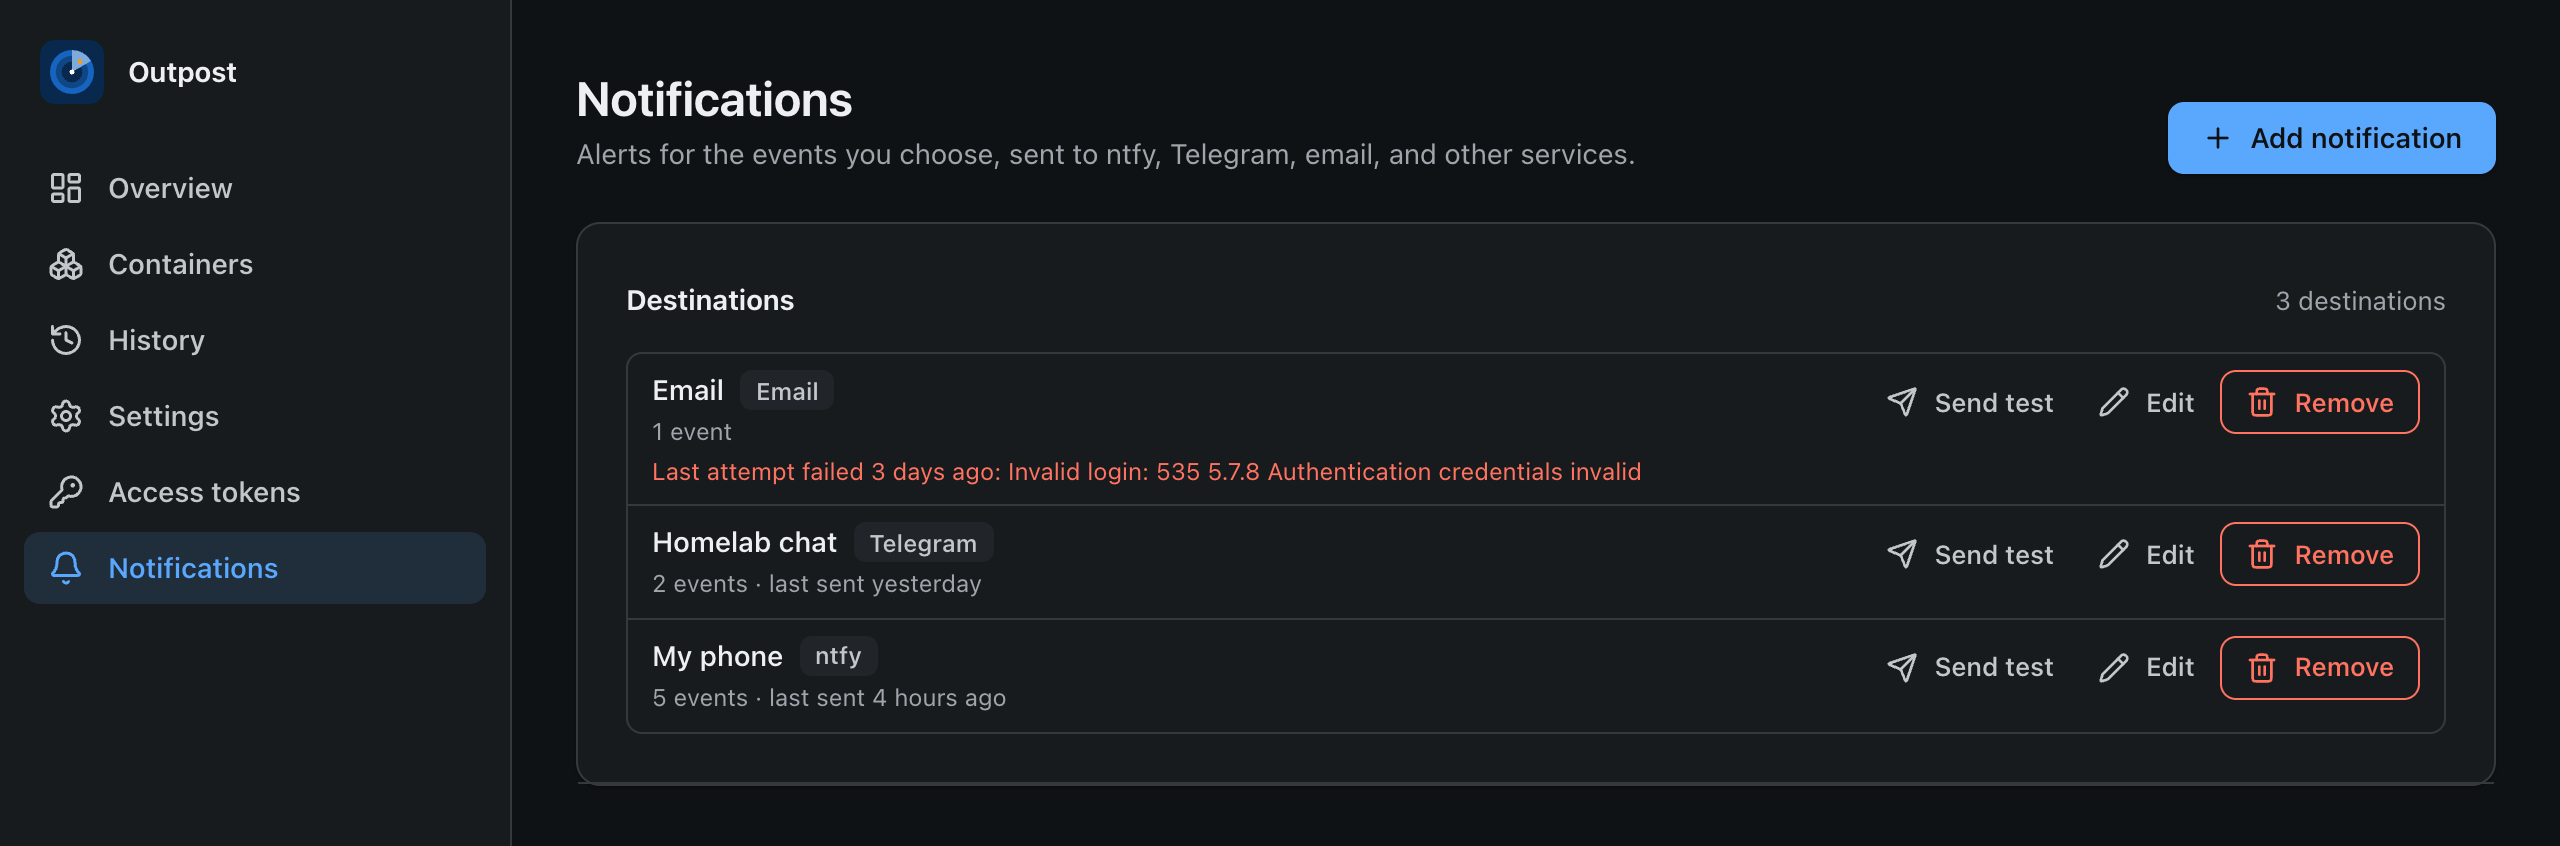 Outpost
Overview
Containers
History
Settings
Access tokens
Notifications
Notifications
Alerts for the events you choose, sent to ntfy, Telegram, email, and other services.
Add notification
Destinations
3 destinations
Email Email
1 event
Last attempt failed 3 days ago: Invalid login: 535 5.7.8 Authentication credentials invalid
Send test Edit Remove
Homelab chat Telegram
2 events · last sent yesterday
Send test Edit Remove
My phone ntfy
5 events · last sent 4 hours ago
Send test Edit Remove